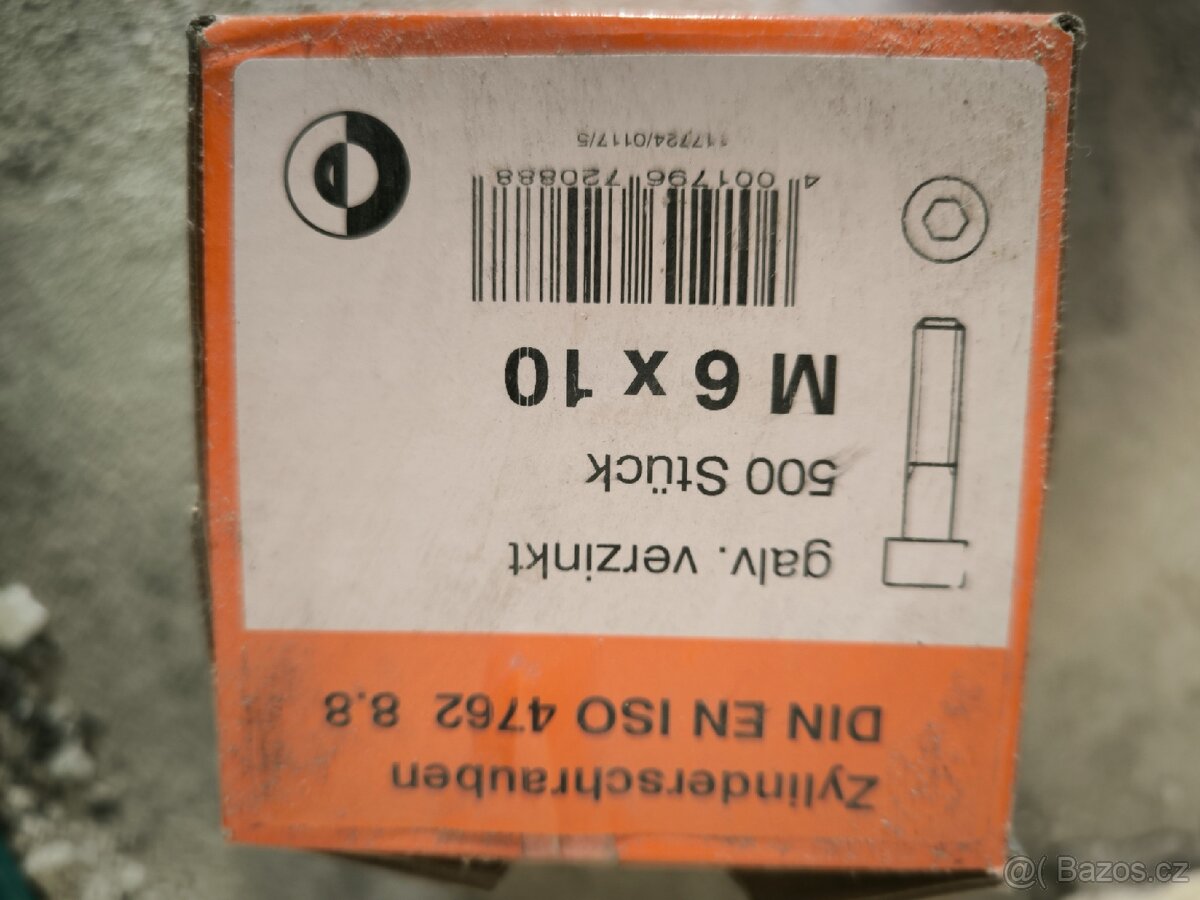 Zylinderschrauben
DIN EN ISO 4762 8.8
galv. verzinkt
500 Stück
M 6 x 10
4 001796 720888
117724/0117/5
@( Bazos.cz